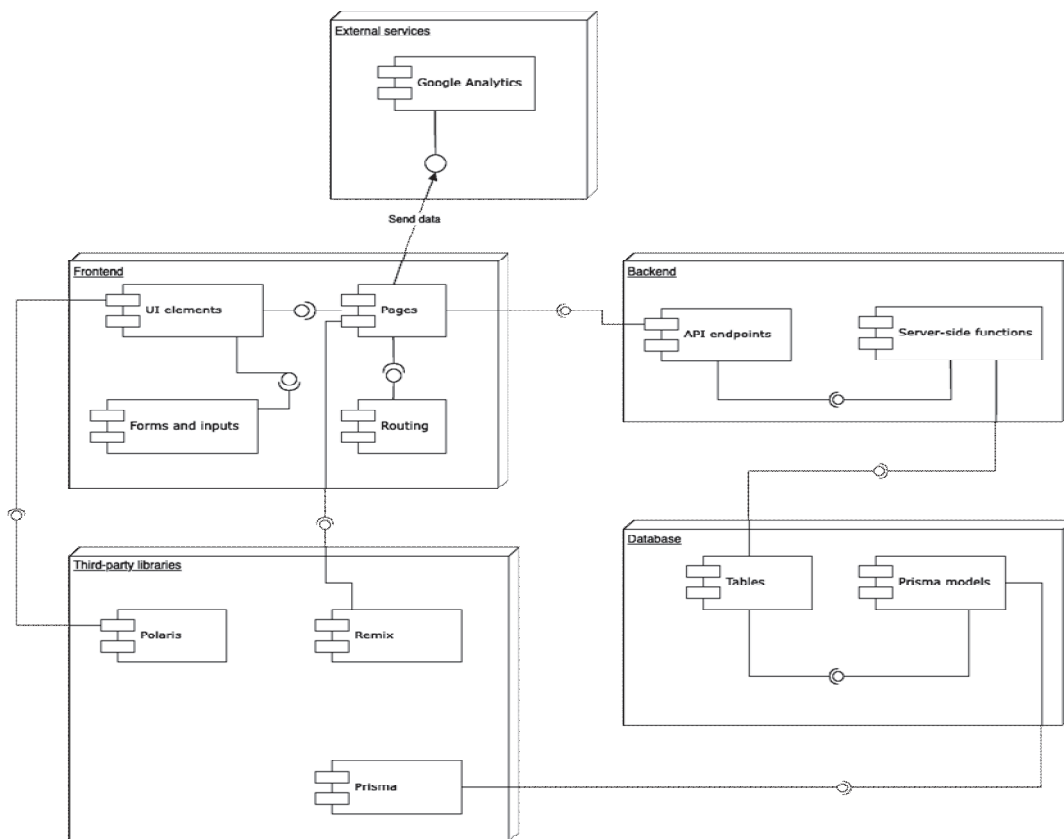 External services
Google Analytics
Send data
Frontend
UI elements
Pages
Forms and inputs
Routing
Backend
API endpoints
Server-side functions
Third-party libraries
Polaris
Remix
Prisma
Database
Tables
Prisma models